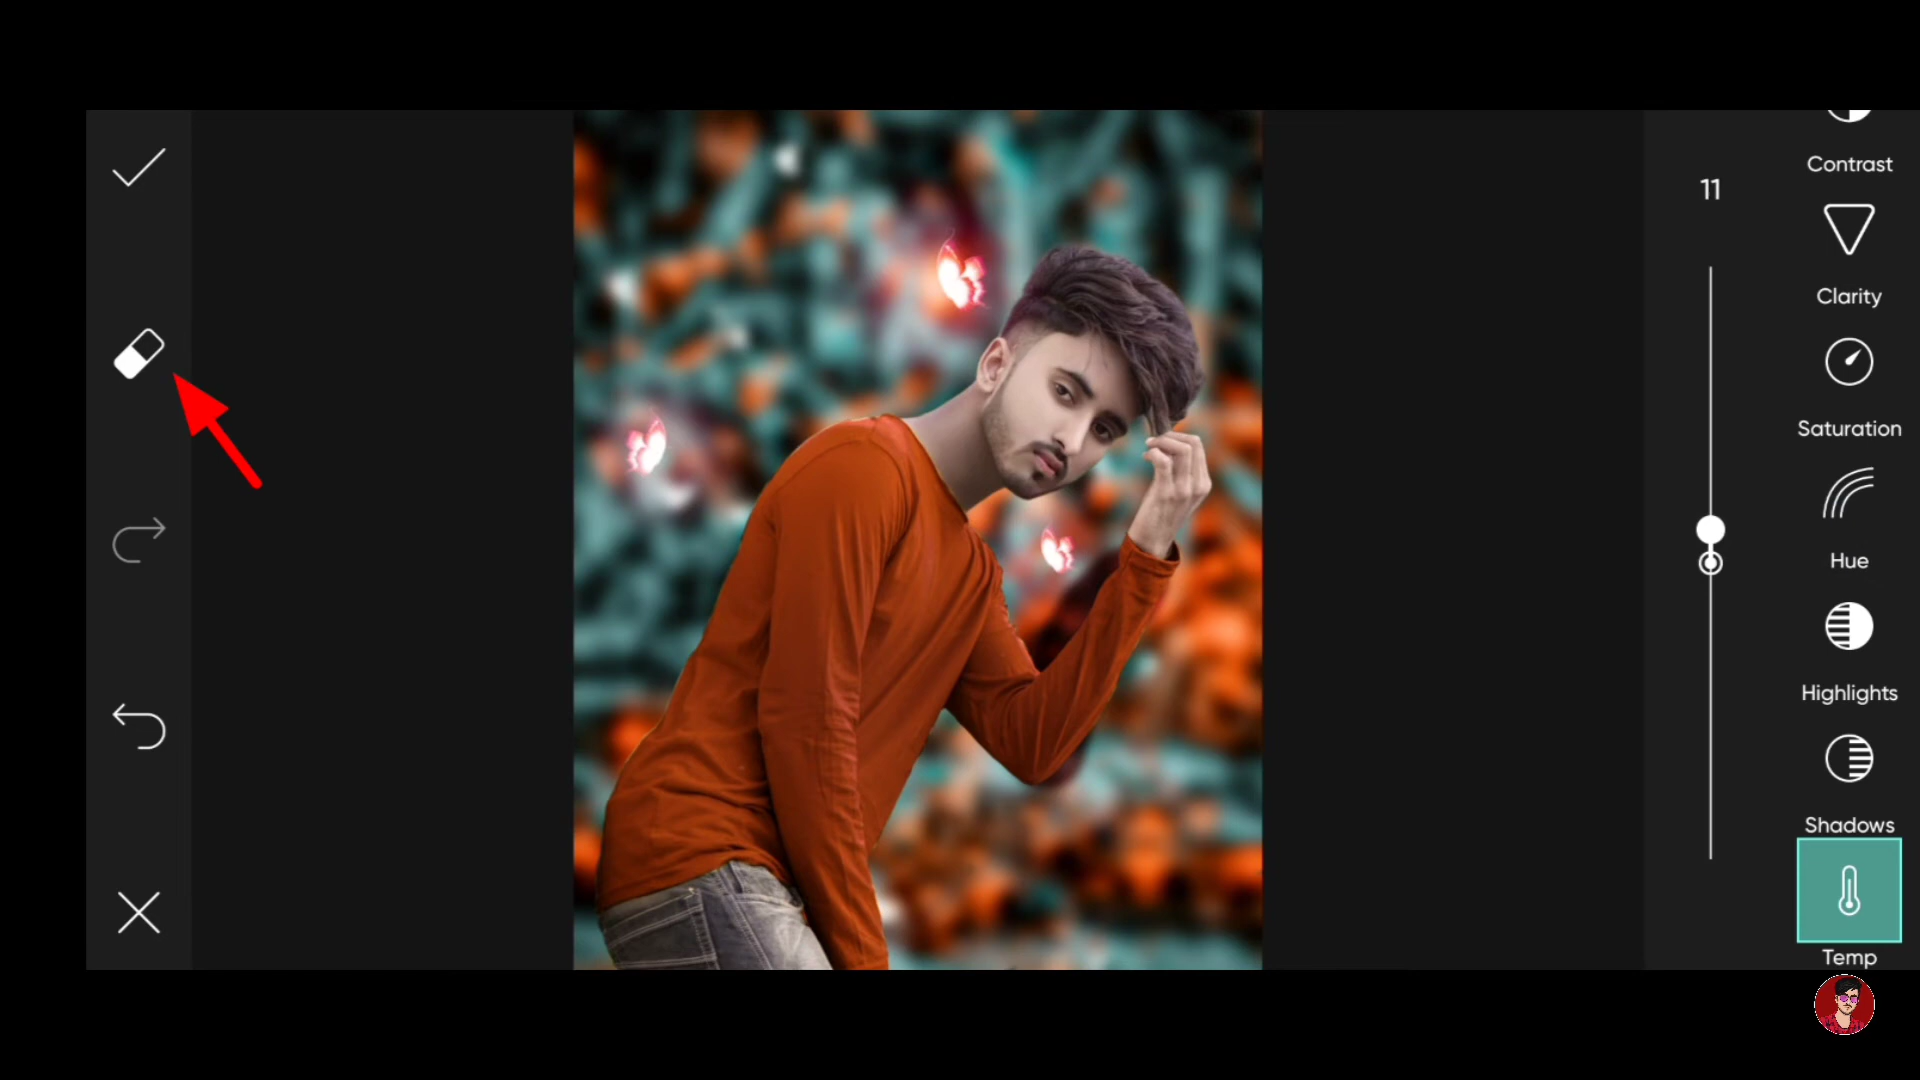 11
Contrast
Clarity
Saturation
Hue
Highlights
Shadows
Temp